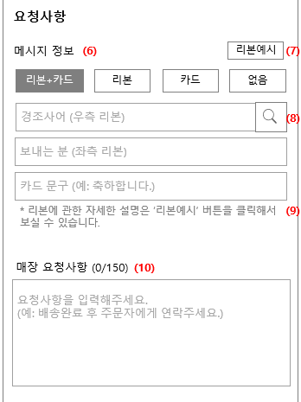 요청사항
메시지 정보 (6) 리본예시 (7)
리본+카드 리본 카드 없음
경조사어 (우측 리본) (8)
보내는 분 (좌측 리본)
카드 문구 (예: 축하합니다.)
* 리본에 관한 자세한 설명은 '리본예시' 버튼을 클릭해서 (9)
보실 수 있습니다.
매장 요청사항 (0/150) (10)
요청사항을 입력해주세요.
(예: 배송완료 후 주문자에게 연락주세요.)